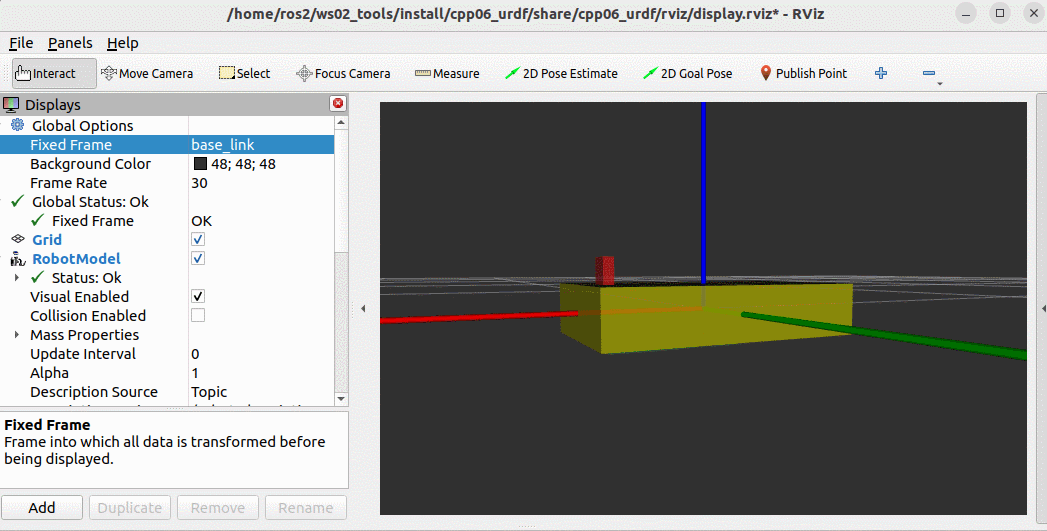 /home/ros2/ws02_tools/install/cpp06_urdf/share/cpp06_urdf/rviz/display.rviz* - RViz
File Panels Help
Interact Move Camera Select Focus Camera Measure 2D Pose Estimate 2D Goal Pose Publish Point
Displays
Global Options
Fixed Frame base_link
Background Color 48; 48; 48
Frame Rate 30
Global Status: Ok
Fixed Frame OK
Grid
RobotModel
Status: Ok
Visual Enabled
Collision Enabled
Mass Properties
Update Interval 0
Alpha 1
Description Source Topic
Fixed Frame
Frame into which all data is transformed before
being displayed.
Add Duplicate Remove Rename